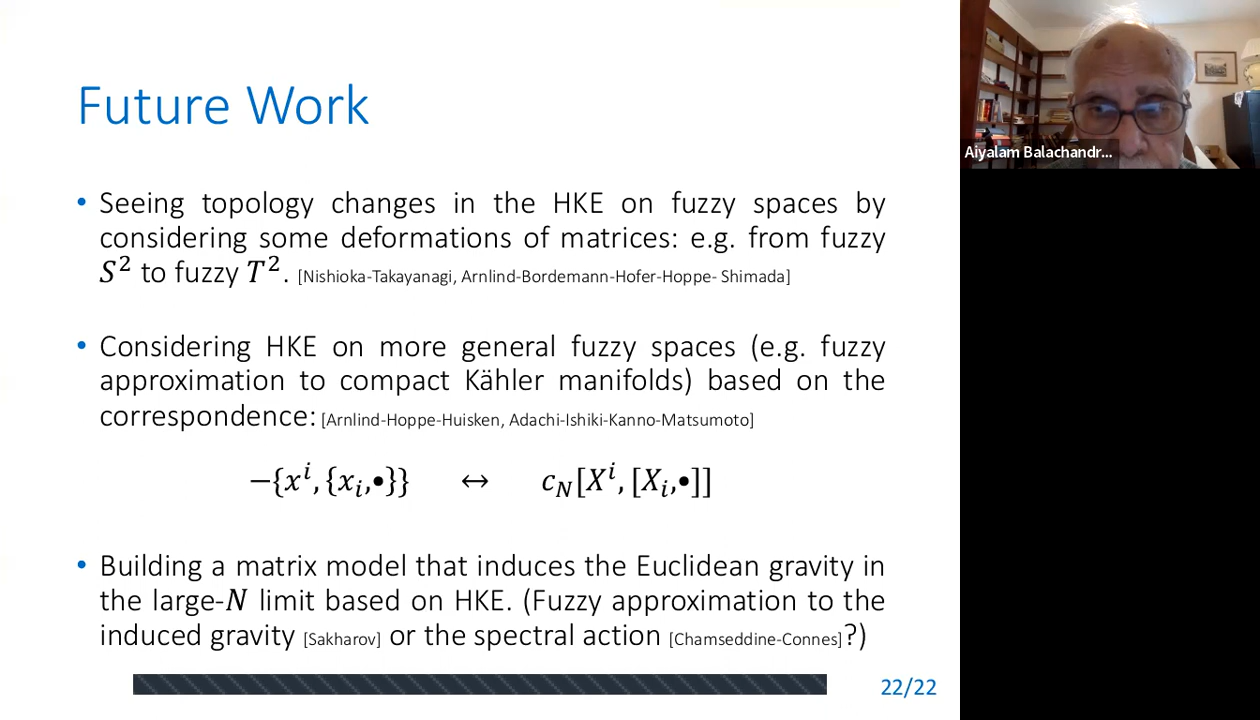 Future Work
• Seeing topology changes in the HKE on fuzzy spaces by
considering some deformations of matrices: e.g. from fuzzy
𝑆² to fuzzy 𝑇². [Nishioka-Takayanagi, Arnlind-Bordemann-Hofer-Hoppe- Shimada]
• Considering HKE on more general fuzzy spaces (e.g. fuzzy
approximation to compact Kähler manifolds) based on the
correspondence: [Arnlind-Hoppe-Huisken, Adachi-Ishiki-Kanno-Matsumoto]
−{xⁱ, {xᵢ,•}} ↔ c_N[Xⁱ, [Xᵢ,•]]
• Building a matrix model that induces the Euclidean gravity in
the large-N limit based on HKE. (Fuzzy approximation to the
induced gravity [Sakharov] or the spectral action [Chamseddine-Connes]?)
22/22
Aiyalam Balachandr...